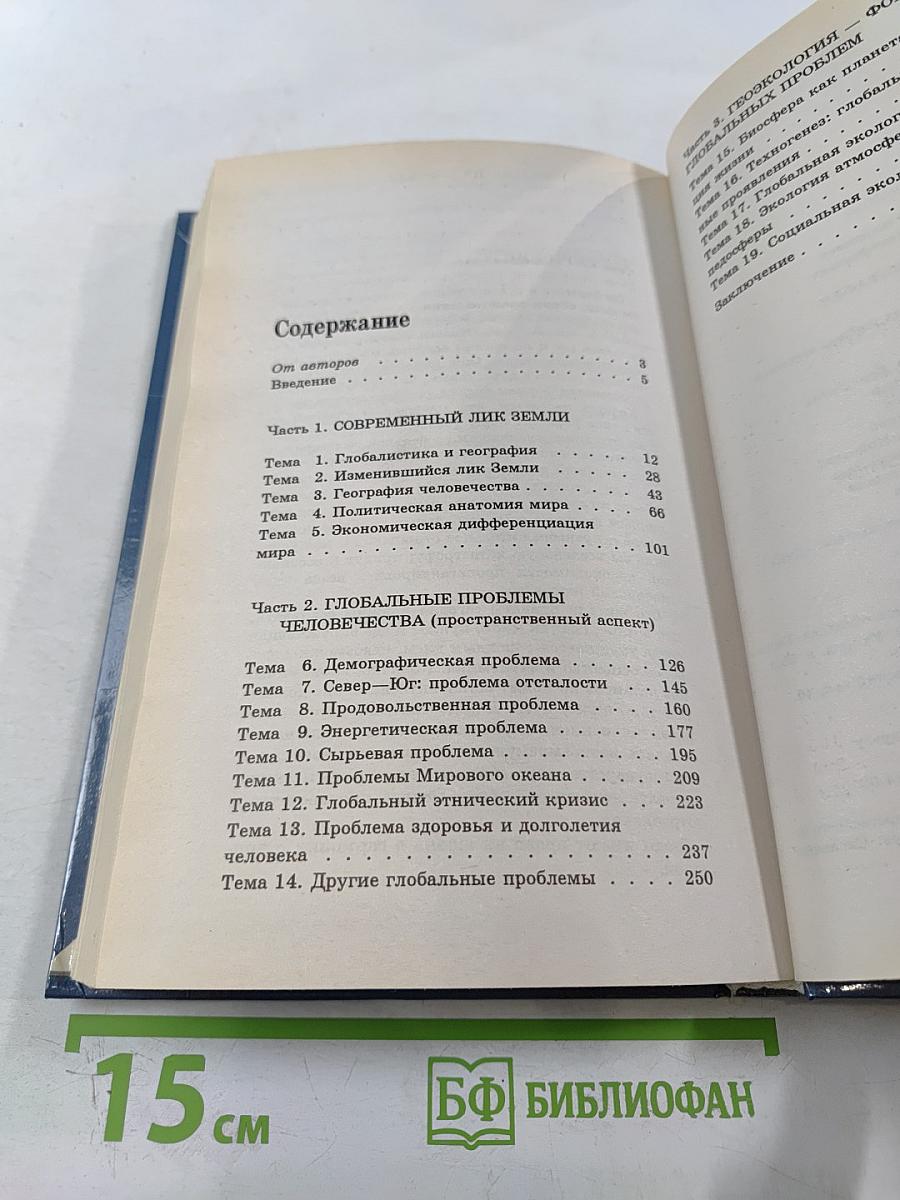 Содержание
От авторов . . . . . . . . . . . . . . . . . . 3
Введение . . . . . . . . . . . . . . . . . . . . 5
Часть 1. СОВРЕМЕННЫЙ ЛИК ЗЕМЛИ
Тема 1. Глобалистика и география . . . . . 12
Тема 2. Изменившийся лик Земли . . . . . 28
Тема 3. География человечества . . . . . . . 43
Тема 4. Политическая анатомия мира . . . . 66
Тема 5. Экономическая дифференциация
мира . . . . . . . . . . . . . . . . . . . . 101
Часть 2. ГЛОБАЛЬНЫЕ ПРОБЛЕМЫ
ЧЕЛОВЕЧЕСТВА (пространственный аспект)
Тема 6. Демографическая проблема . . . . . 126
Тема 7. Север—Юг: проблема отсталости . . 145
Тема 8. Продовольственная проблема . . . . 160
Тема 9. Энергетическая проблема . . . . . . 177
Тема 10. Сырьевая проблема . . . . . . . . 195
Тема 11. Проблемы Мирового океана . . . . . 209
Тема 12. Глобальный этнический кризис . . . 223
Тема 13. Проблема здоровья и долголетия
человека . . . . . . . . . . . . . . . . . . . 237
Тема 14. Другие глобальные проблемы . . . . 250
Часть 3. ГЕОЭКОЛОГИЯ —
ГЛОБАЛЬНЫХ ПРОБЛЕМ
Тема 15. Биосфера как
ция жизни . . . . . . .
Тема 16. Техногенез:
ные проявления . . . . .
Тема 17. Глобальная
Тема 18. Экология
педосферы . . . . . .
Тема 19. Социальная
Заключение . . . . . .
15 см
БФ БИБЛИОФАН